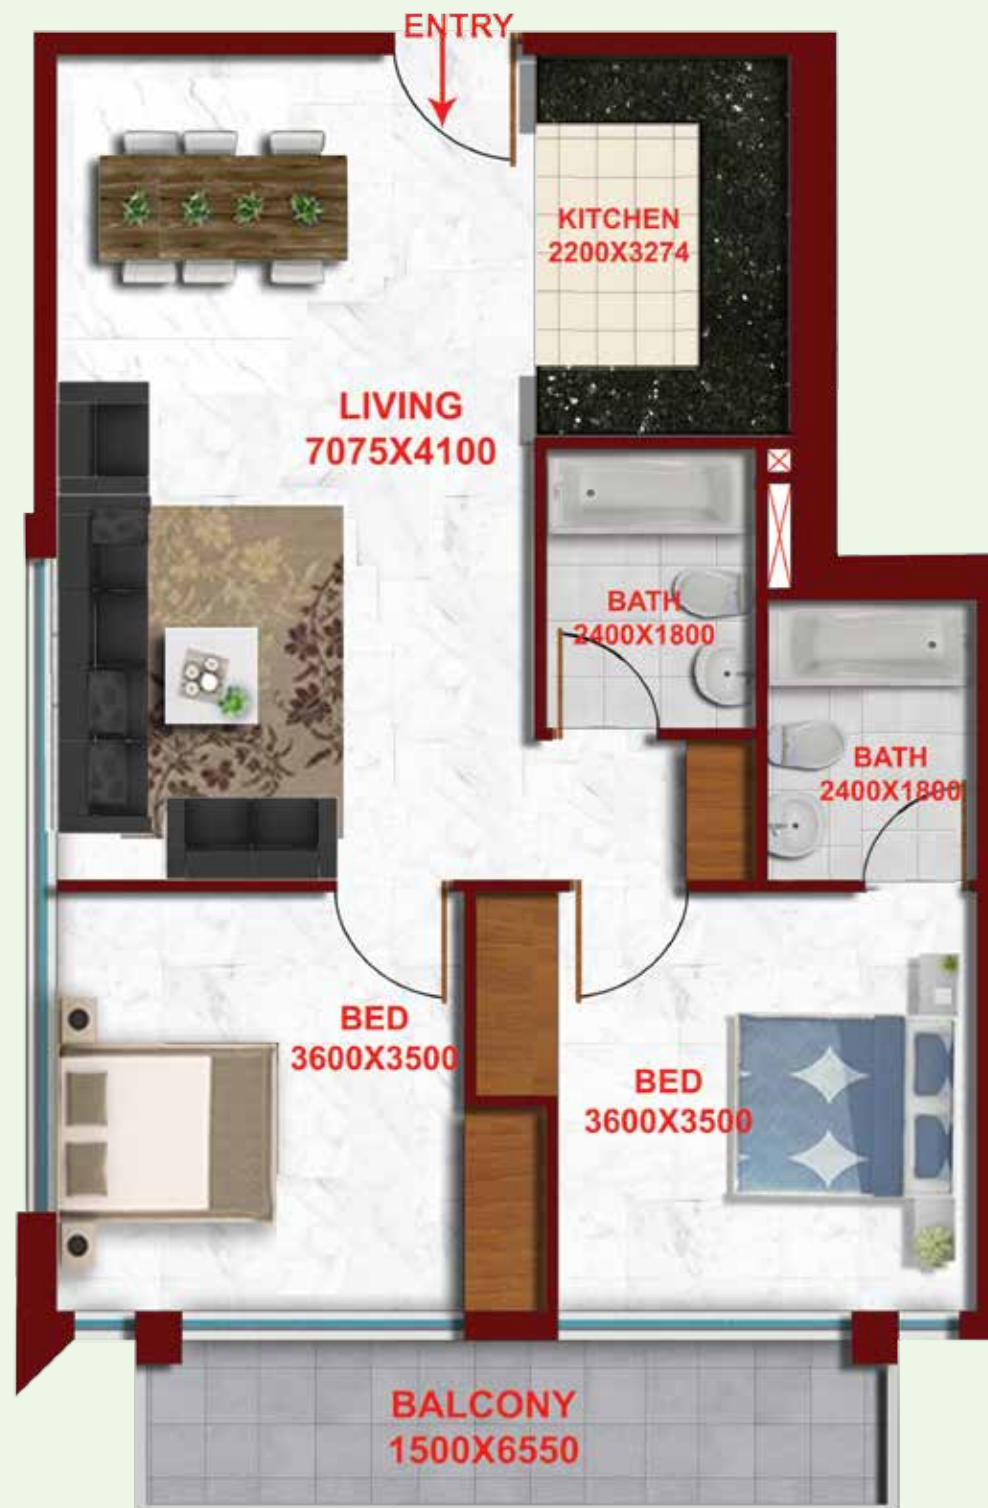 ENTRY
KITCHEN
2200X3274
LIVING
7075X4100
BATH
2400X1800
BATH
2400X1800
BED
3600X3500
BED
3600X3500
BALCONY
1500X6550